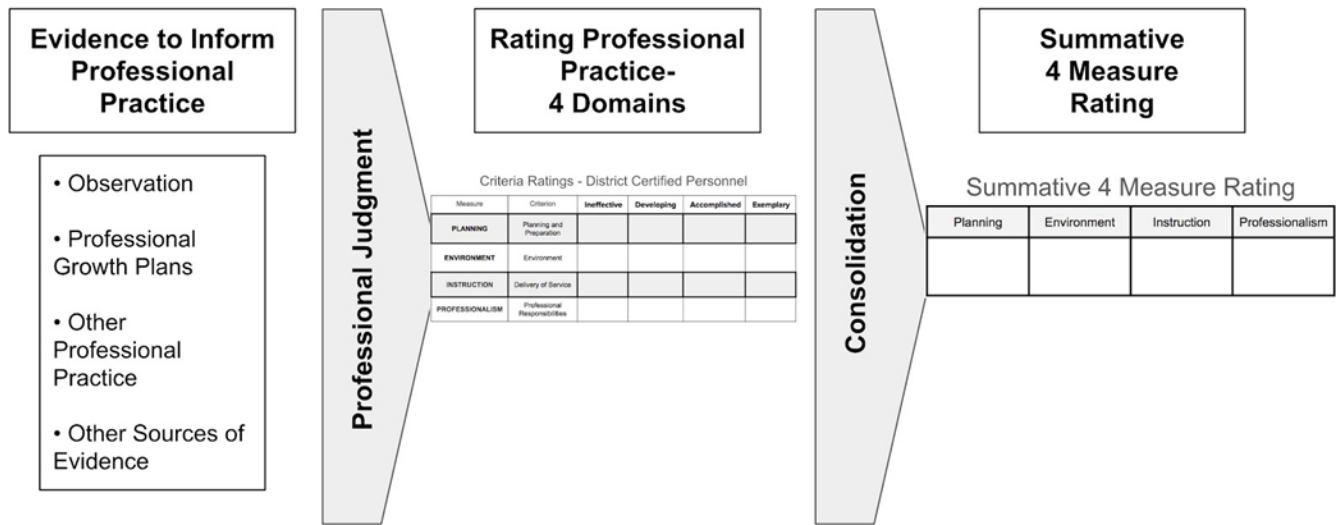 Evidence to Inform
Professional
Practice
• Observation
• Professional
Growth Plans
• Other
Professional
Practice
• Other Sources of
Evidence
Professional Judgment
Rating Professional
Practice-
4 Domains
Criteria Ratings - District Certified Personnel
Measure Criterion Ineffective Developing Accomplished Exemplary
PLANNING Planning and
Preparation
ENVIRONMENT Environment
INSTRUCTION Delivery of Service
PROFESSIONALISM Professional
Responsibilities
Consolidation
Summative
4 Measure
Rating
Summative 4 Measure Rating
Planning Environment Instruction Professionalism